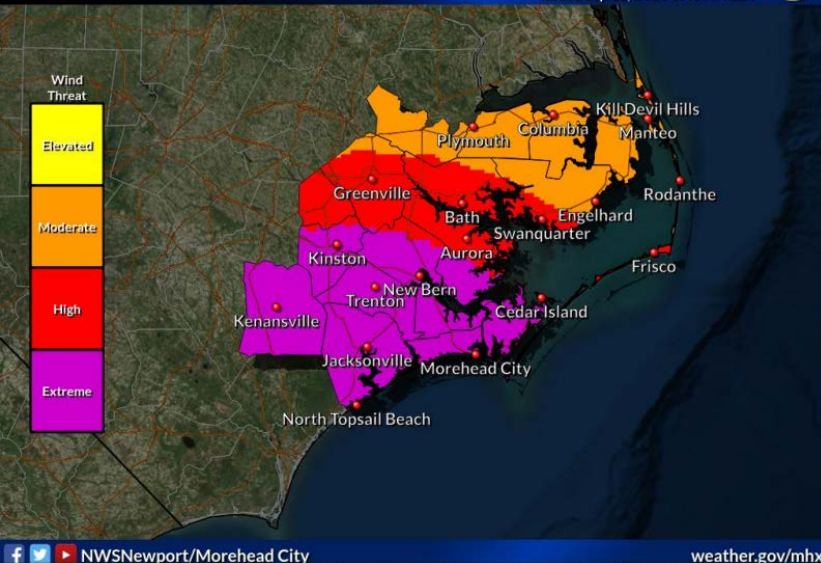 Wind
Threat
Elevated
Moderate
High
Extreme
Kill Devil Hills
Columbia
Manteo
Plymouth
Greenville
Rodanthe
Bath
Engelhard
Swanquarter
Aurora
Kinston
Frisco
New Bern
Trenton
Cedar Island
Kenansville
Jacksonville
Morehead City
North Topsail Beach
NWSNewport/Morehead City
weather.gov/mhx